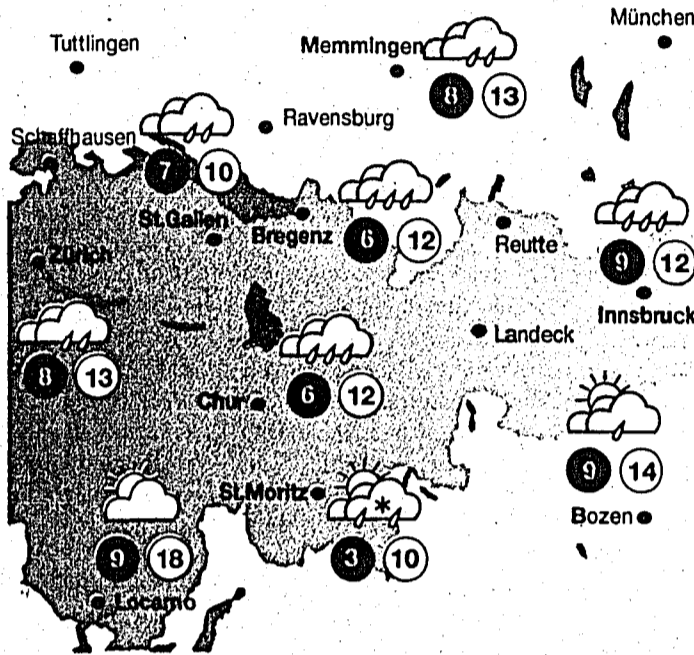 München
Tuttlingen
Memmingen
8 13
Ravensburg
Schaffhausen
7 10
St.Gallen
Bregenz
6 12
Reutte
Zürich
9 12
Innsbruck
Landeck
8 13
6 12
Chur
9 14
St.Moritz
*
Bozen
9 18
3 10
Locarno